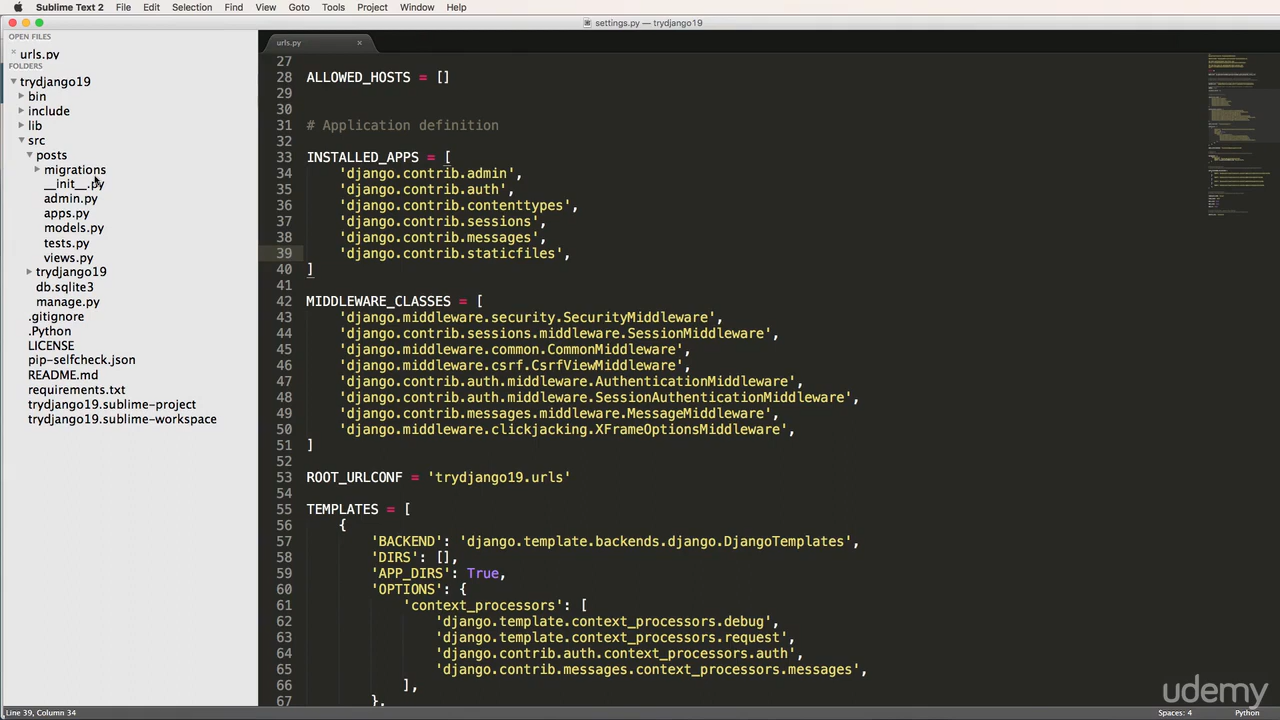 Sublime Text 2 File Edit Selection Find View Goto Tools Project Window Help
settings.py — trydjango19
OPEN FILES
urls.py
FOLDERS
trydjango19
bin
include
lib
src
posts
migrations
__init__.py
admin.py
apps.py
models.py
tests.py
views.py
trydjango19
db.sqlite3
manage.py
.gitignore
.Python
LICENSE
pip-selfcheck.json
README.md
requirements.txt
trydjango19.sublime-project
trydjango19.sublime-workspace
urls.py
27
28 ALLOWED_HOSTS = []
29
30
31 # Application definition
32
33 INSTALLED_APPS = [
34     'django.contrib.admin',
35     'django.contrib.auth',
36     'django.contrib.contenttypes',
37     'django.contrib.sessions',
38     'django.contrib.messages',
39     'django.contrib.staticfiles',
40 ]
41
42 MIDDLEWARE_CLASSES = [
43     'django.middleware.security.SecurityMiddleware',
44     'django.contrib.sessions.middleware.SessionMiddleware',
45     'django.middleware.common.CommonMiddleware',
46     'django.middleware.csrf.CsrfViewMiddleware',
47     'django.contrib.auth.middleware.AuthenticationMiddleware',
48     'django.contrib.auth.middleware.SessionAuthenticationMiddleware',
49     'django.contrib.messages.middleware.MessageMiddleware',
50     'django.middleware.clickjacking.XFrameOptionsMiddleware',
51 ]
52
53 ROOT_URLCONF = 'trydjango19.urls'
54
55 TEMPLATES = [
56     {
57         'BACKEND': 'django.template.backends.django.DjangoTemplates',
58         'DIRS': [],
59         'APP_DIRS': True,
60         'OPTIONS': {
61             'context_processors': [
62                 'django.template.context_processors.debug',
63                 'django.template.context_processors.request',
64                 'django.contrib.auth.context_processors.auth',
65                 'django.contrib.messages.context_processors.messages',
66             ],
67         },
udemy
Line 39, Column 34 Spaces: 4 Python